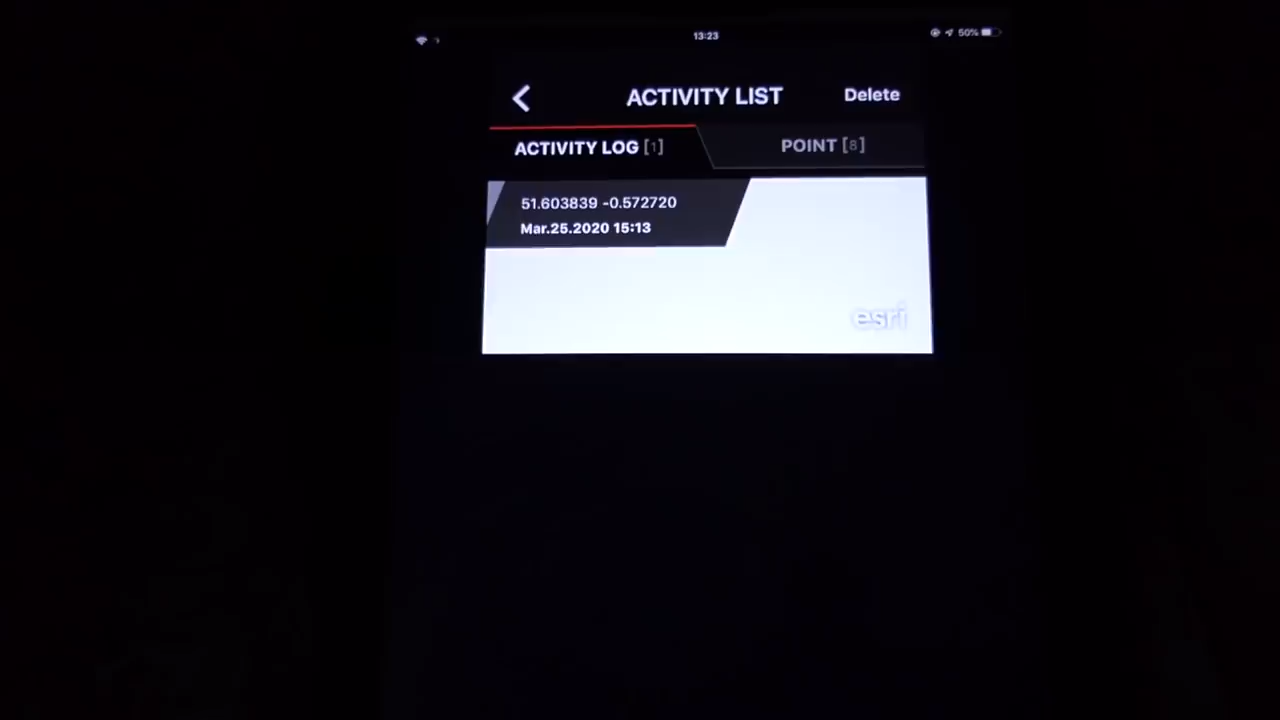 13:23
50%
ACTIVITY LIST
Delete
ACTIVITY LOG [1]
POINT [8]
51.603839 -0.572720
Mar.25.2020 15:13
esri